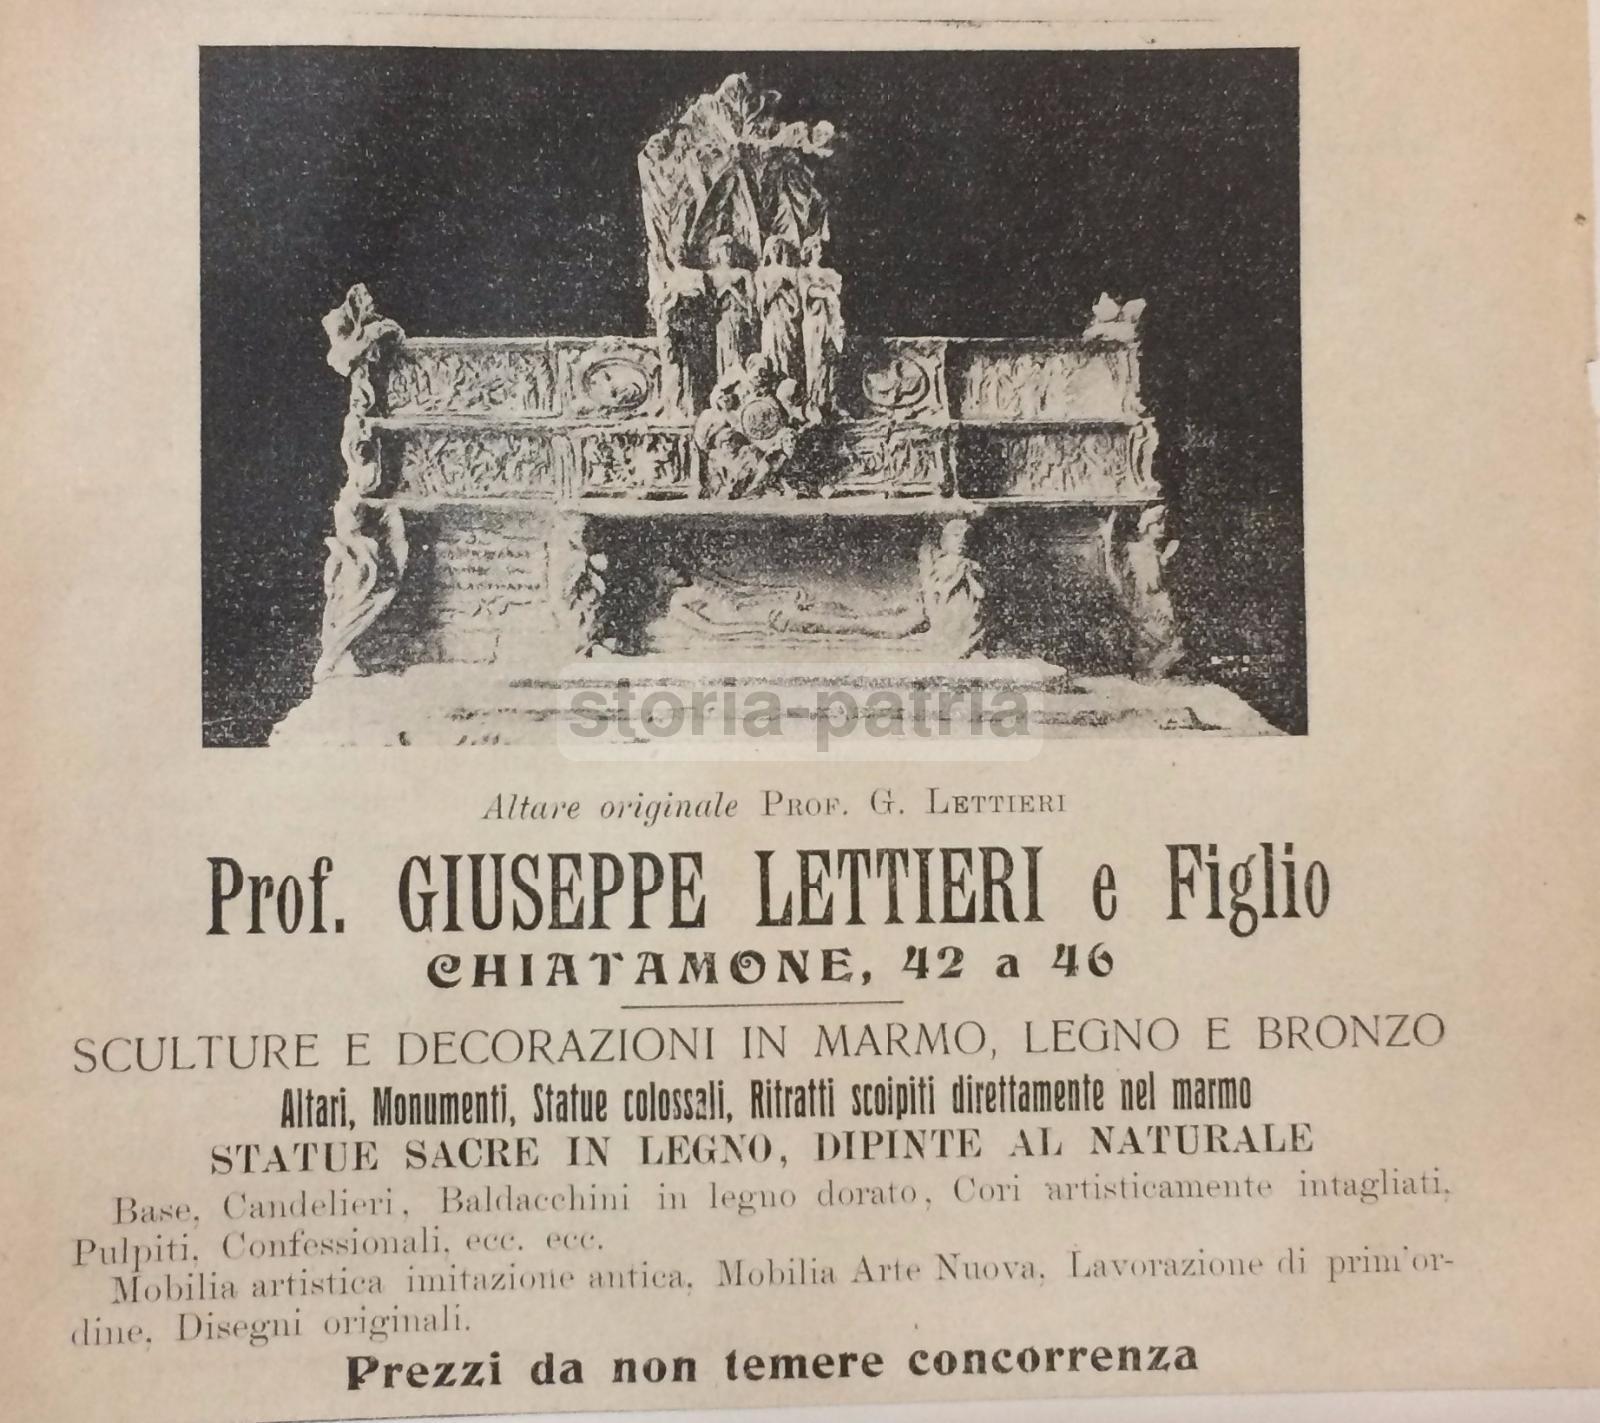 storia-patria
Altare originale PROF. G. LETTIERI
Prof. GIUSEPPE LETTIERI e Figlio
CHIATAMONE, 42 a 46
SCULTURE E DECORAZIONI IN MARMO, LEGNO E BRONZO
Altari, Monumenti, Statue colossali, Ritratti scolpiti direttamente nel marmo
STATUE SACRE IN LEGNO, DIPINTE AL NATURALE
Base, Candelieri, Baldacchini in legno dorato, Cori artisticamente intagliati,
Pulpiti, Confessionali, ecc. ecc.
Mobilia artistica imitazione antica, Mobilia Arte Nuova, Lavorazione di prim'or-
dine, Disegni originali.
Prezzi da non temere concorrenza